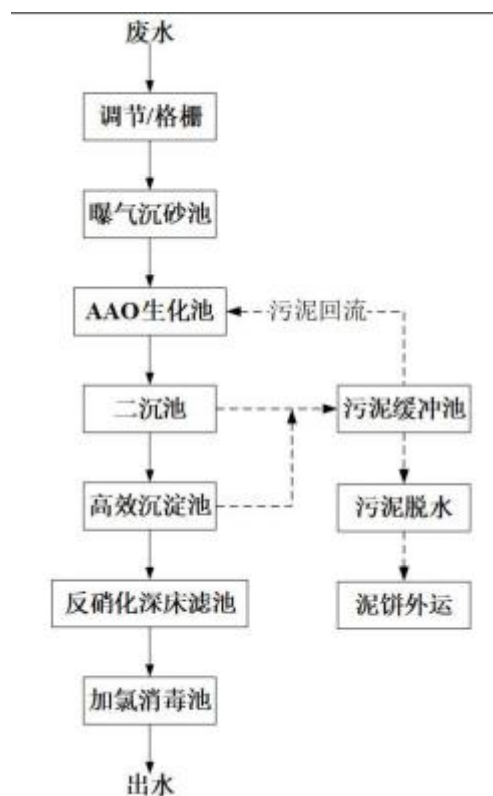 废水
调节/格栅
曝气沉砂池
AAO生化池
污泥回流
二沉池
污泥缓冲池
高效沉淀池
污泥脱水
反硝化深床滤池
泥饼外运
加氯消毒池
出水